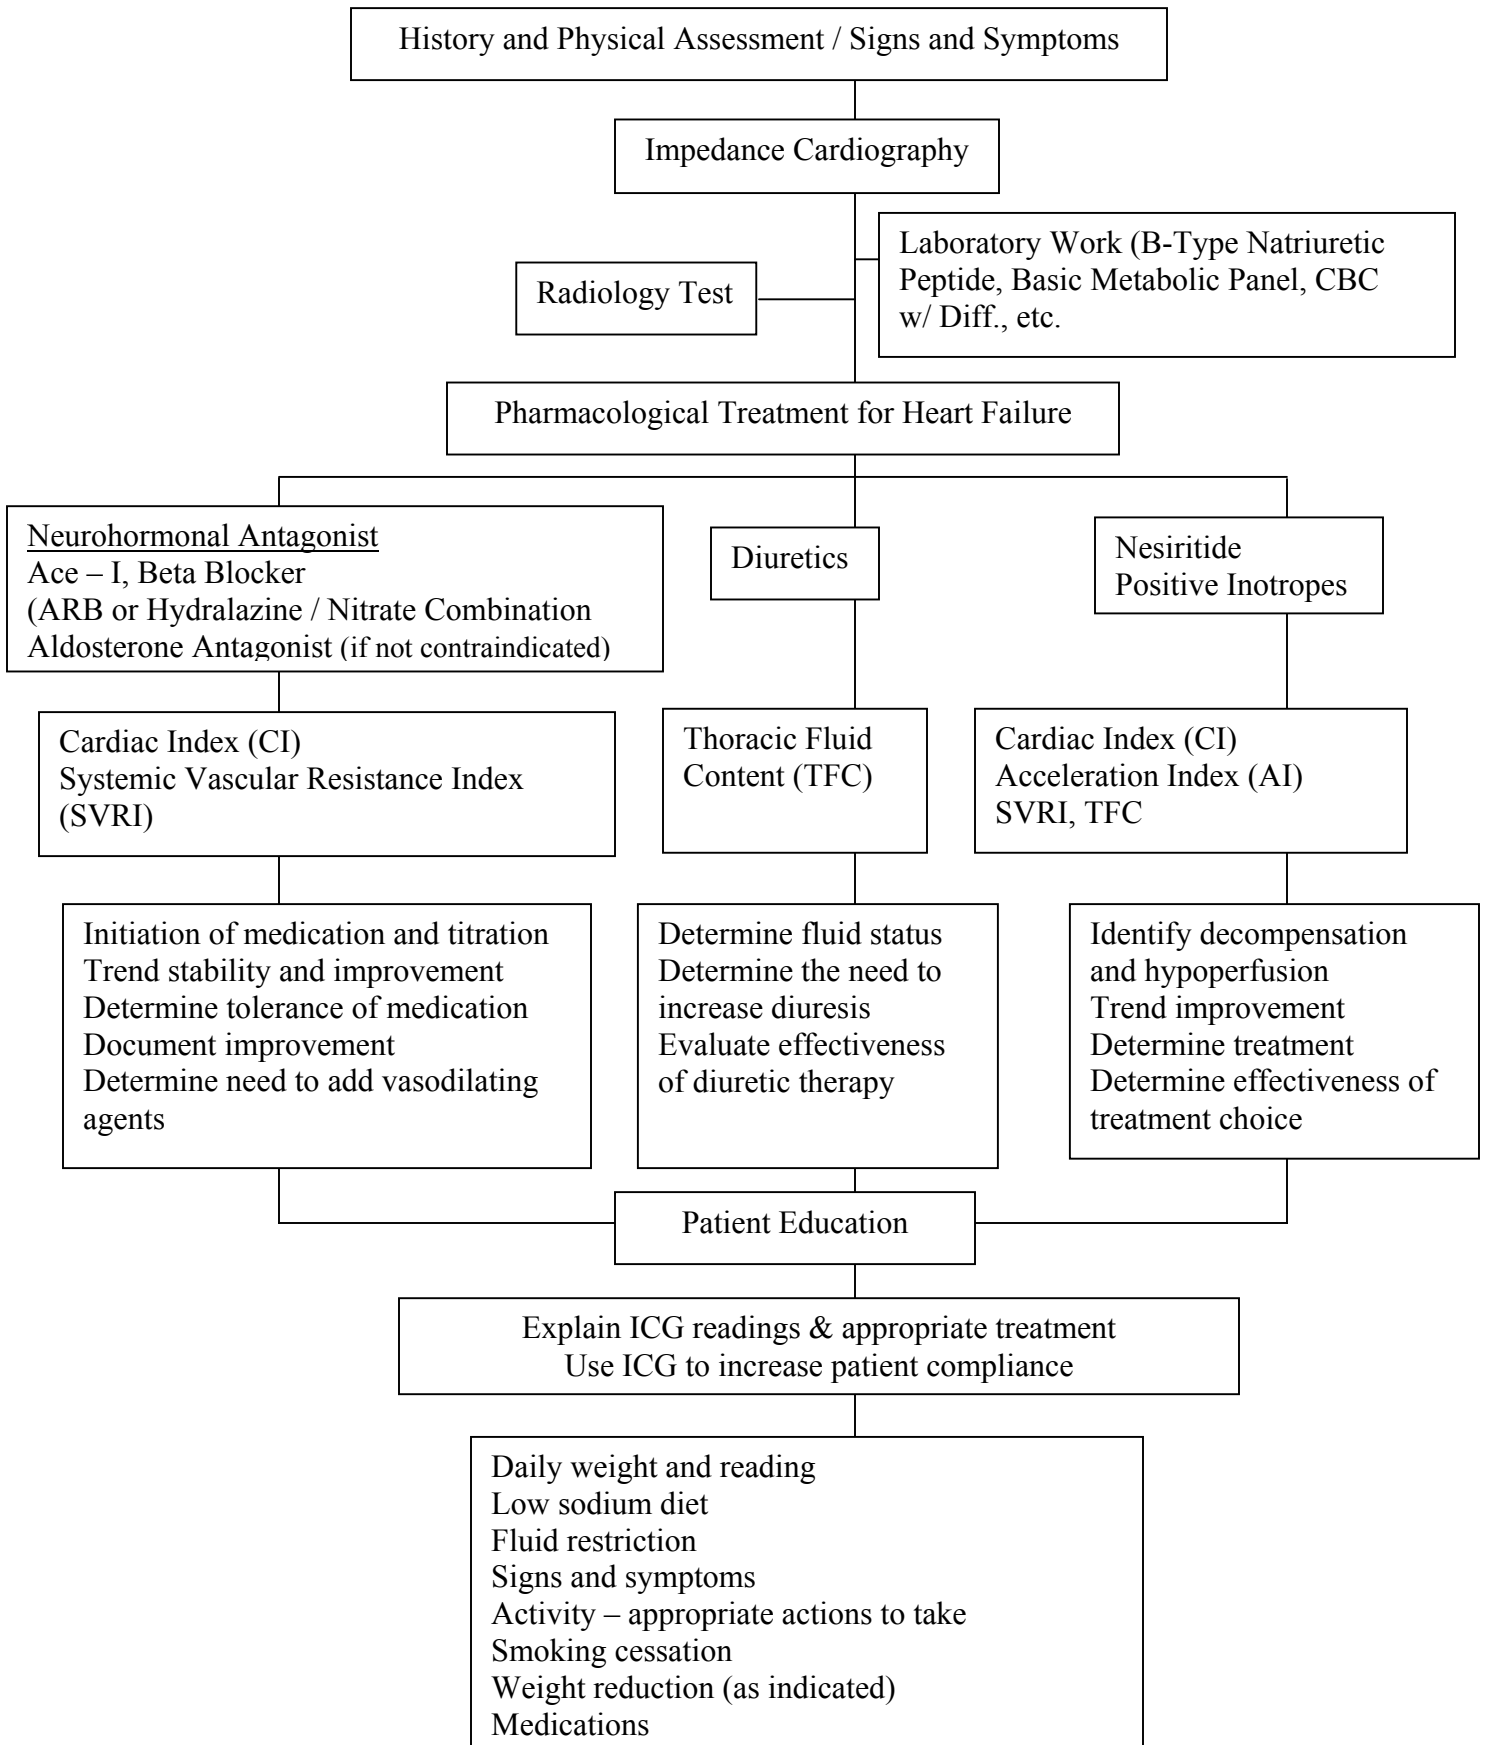 History and Physical Assessment / Signs and Symptoms
Impedance Cardiography
Laboratory Work (B-Type Natriuretic
Peptide, Basic Metabolic Panel, CBC
w/ Diff., etc.
Radiology Test
Pharmacological Treatment for Heart Failure
Neurohormonal Antagonist
Ace – I, Beta Blocker
(ARB or Hydralazine / Nitrate Combination
Aldosterone Antagonist (if not contraindicated)
Diuretics
Nesiritide
Positive Inotropes
Cardiac Index (CI)
Systemic Vascular Resistance Index
(SVRI)
Thoracic Fluid
Content (TFC)
Cardiac Index (CI)
Acceleration Index (AI)
SVRI, TFC
Initiation of medication and titration
Trend stability and improvement
Determine tolerance of medication
Document improvement
Determine need to add vasodilating
agents
Determine fluid status
Determine the need to
increase diuresis
Evaluate effectiveness
of diuretic therapy
Identify decompensation
and hypoperfusion
Trend improvement
Determine treatment
Determine effectiveness of
treatment choice
Patient Education
Explain ICG readings & appropriate treatment
Use ICG to increase patient compliance
Daily weight and reading
Low sodium diet
Fluid restriction
Signs and symptoms
Activity – appropriate actions to take
Smoking cessation
Weight reduction (as indicated)
Medications